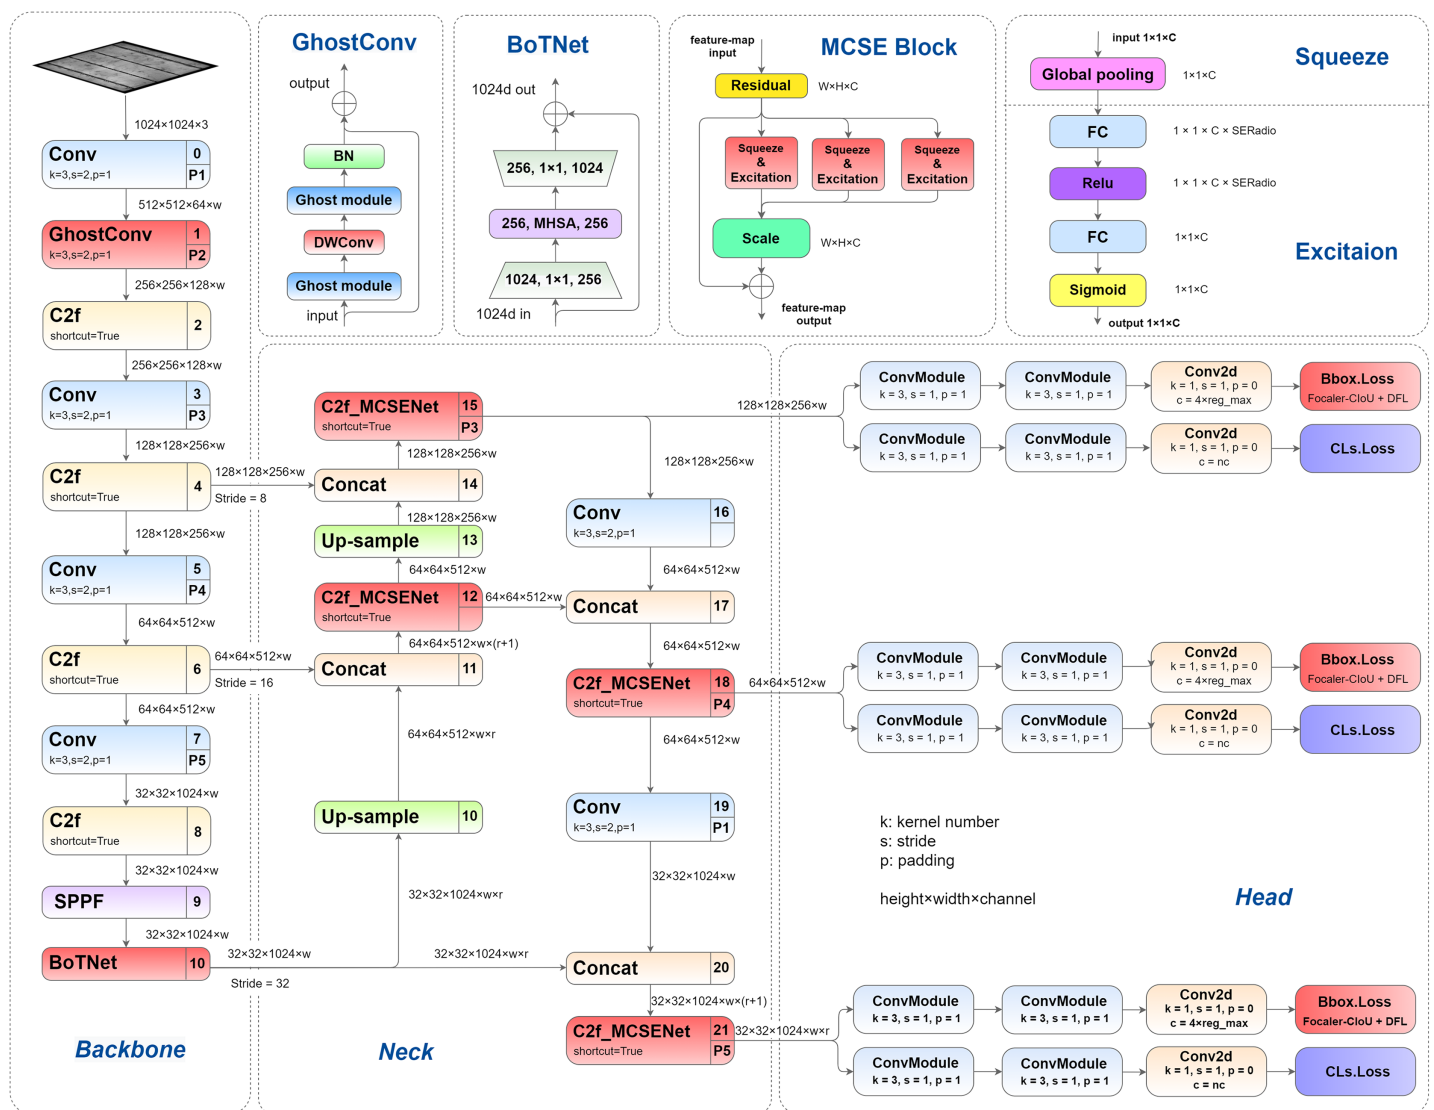 1024×1024×3
Conv
k=3,s=2,p=1
0
P1
512×512×64×w
GhostConv
k=3,s=2,p=1
1
P2
256×256×128×w
C2f
shortcut=True
2
256×256×128×w
Conv
k=3,s=2,p=1
3
P3
128×128×256×w
C2f
shortcut=True
4
128×128×256×w
Conv
k=3,s=2,p=1
5
P4
64×64×512×w
C2f
shortcut=True
6
64×64×512×w
Conv
k=3,s=2,p=1
7
P5
32×32×1024×w
C2f
shortcut=True
8
32×32×1024×w
SPPF
9
32×32×1024×w
BoTNet
10
Backbone
GhostConv
output
BN
Ghost module
DWConv
Ghost module
input
BoTNet
1024d out
256, 1×1, 1024
256, MHSA, 256
1024, 1×1, 256
1024d in
MCSE Block
feature-map
input
Residual
W×H×C
Squeeze
&
Excitation
Squeeze
&
Excitation
Squeeze
&
Excitation
Scale
W×H×C
feature-map
output
Squeeze
input 1×1×C
Global pooling
1×1×C
FC
1 × 1 × C × SERadio
Relu
1 × 1 × C × SERadio
FC
1×1×C
Excitaion
Sigmoid
1×1×C
output 1×1×C
128×128×256×w
Stride = 8
64×64×512×w
Stride = 16
32×32×1024×w
Stride = 32
C2f_MCSENet
shortcut=True
15
P3
128×128×256×w
Concat
14
128×128×256×w
Up-sample
13
64×64×512×w
C2f_MCSENet
shortcut=True
12
64×64×512×w
64×64×512×w×(r+1)
Concat
11
64×64×512×w×r
Up-sample
10
32×32×1024×w×r
32×32×1024×w×r
128×128×256×w
128×128×256×w
Conv
k=3,s=2,p=1
16
64×64×512×w
Concat
17
64×64×512×w
C2f_MCSENet
shortcut=True
18
P4
64×64×512×w
64×64×512×w
Conv
k=3,s=2,p=1
19
P1
32×32×1024×w
Concat
20
32×32×1024×w×(r+1)
C2f_MCSENet
shortcut=True
21
P5
32×32×1024×w×r
Neck
ConvModule
k = 3, s = 1, p = 1
ConvModule
k = 3, s = 1, p = 1
Conv2d
k = 1, s = 1, p = 0
c = 4×reg_max
Bbox.Loss
Focaler-CIoU + DFL
ConvModule
k = 3, s = 1, p = 1
ConvModule
k = 3, s = 1, p = 1
Conv2d
k = 1, s = 1, p = 0
c = nc
CLs.Loss
ConvModule
k = 3, s = 1, p = 1
ConvModule
k = 3, s = 1, p = 1
Conv2d
k = 1, s = 1, p = 0
c = 4×reg_max
Bbox.Loss
Focaler-CIoU + DFL
ConvModule
k = 3, s = 1, p = 1
ConvModule
k = 3, s = 1, p = 1
Conv2d
k = 1, s = 1, p = 0
c = nc
CLs.Loss
k: kernel number
s: stride
p: padding
height×width×channel
Head
ConvModule
k = 3, s = 1, p = 1
ConvModule
k = 3, s = 1, p = 1
Conv2d
k = 1, s = 1, p = 0
c = 4×reg_max
Bbox.Loss
Focaler-CIoU + DFL
ConvModule
k = 3, s = 1, p = 1
ConvModule
k = 3, s = 1, p = 1
Conv2d
k = 1, s = 1, p = 0
c = nc
CLs.Loss